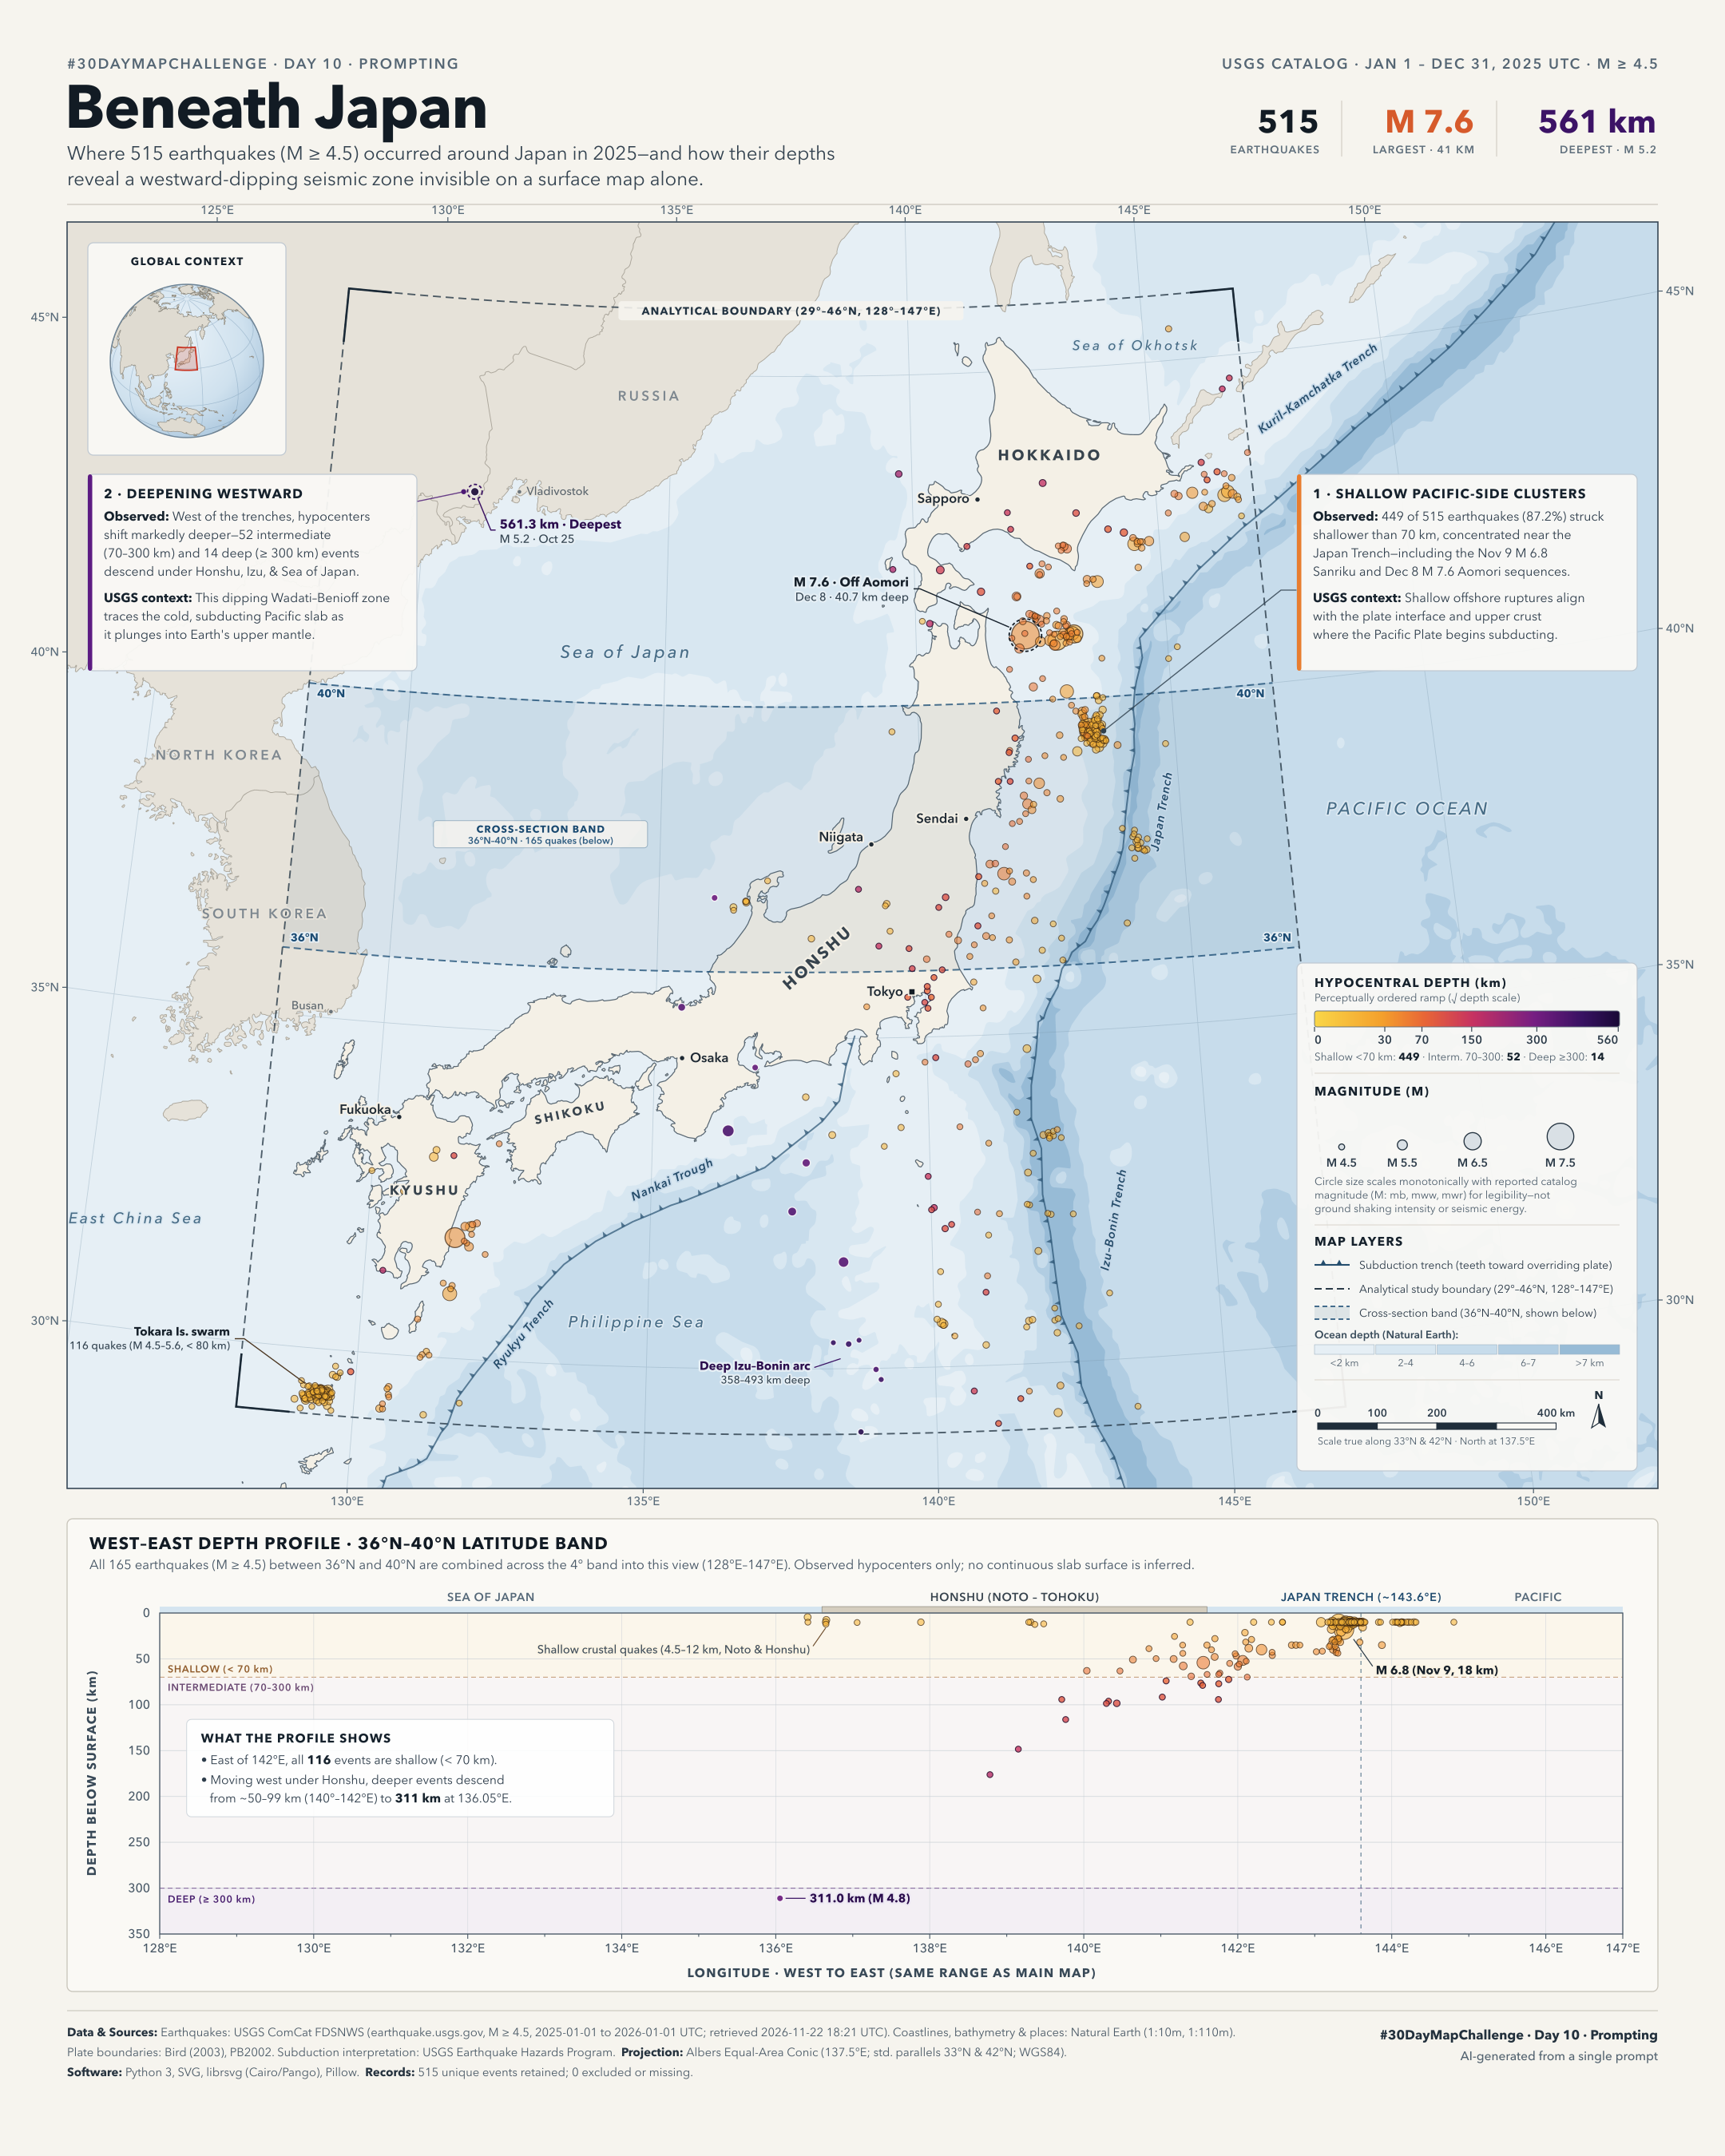 #30DAYMAPCHALLENGE · DAY 10 · PROMPTING
USGS CATALOG · JAN 1 – DEC 31, 2025 UTC · M ≥ 4.5
Beneath Japan
515
EARTHQUAKES
M 7.6
LARGEST · 41 KM
561 km
DEEPEST · M 5.2
Where 515 earthquakes (M ≥ 4.5) occurred around Japan in 2025—and how their depths
reveal a westward-dipping seismic zone invisible on a surface map alone.
125°E
130°E
135°E
140°E
145°E
150°E
GLOBAL CONTEXT
ANALYTICAL BOUNDARY (29°–46°N, 128°–147°E)
45°N
45°N
Sea of Okhotsk
Kuril-Kamchatka Trench
RUSSIA
HOKKAIDO
Sapporo
Vladivostok
2 · DEEPENING WESTWARD
Observed: West of the trenches, hypocenters
shift markedly deeper—52 intermediate
(70–300 km) and 14 deep (≥ 300 km) events
descend under Honshu, Izu, & Sea of Japan.
USGS context: This dipping Wadati–Benioff zone
traces the cold, subducting Pacific slab as
it plunges into Earth's upper mantle.
561.3 km · Deepest
M 5.2 · Oct 25
1 · SHALLOW PACIFIC-SIDE CLUSTERS
Observed: 449 of 515 earthquakes (87.2%) struck
shallower than 70 km, concentrated near the
Japan Trench—including the Nov 9 M 6.8
Sanriku and Dec 8 M 7.6 Aomori sequences.
USGS context: Shallow offshore ruptures align
with the plate interface and upper crust
where the Pacific Plate begins subducting.
M 7.6 · Off Aomori
Dec 8 · 40.7 km deep
40°N
40°N
Sea of Japan
40°N
40°N
NORTH KOREA
PACIFIC OCEAN
Japan Trench
CROSS-SECTION BAND
36°N–40°N · 165 quakes (below)
Sendai
Niigata
SOUTH KOREA
36°N
36°N
HONSHU
35°N
35°N
Tokyo
Busan
Osaka
Fukuoka
SHIKOKU
KYUSHU
Nankai Trough
Izu-Bonin Trench
East China Sea
Ryukyu Trench
Philippine Sea
30°N
30°N
Tokara Is. swarm
116 quakes (M 4.5–5.6, < 80 km)
Deep Izu–Bonin arc
358–493 km deep
HYPOCENTRAL DEPTH (km)
Perceptually ordered ramp (√ depth scale)
0
30
70
150
300
560
Shallow <70 km: 449 · Interm. 70–300: 52 · Deep ≥300: 14
MAGNITUDE (M)
M 4.5
M 5.5
M 6.5
M 7.5
Circle size scales monotonically with reported catalog
magnitude (M: mb, mww, mwr) for legibility—not
ground shaking intensity or seismic energy.
MAP LAYERS
Subduction trench (teeth toward overriding plate)
Analytical study boundary (29°–46°N, 128°–147°E)
Cross-section band (36°N–40°N, shown below)
Ocean depth (Natural Earth):
<2 km
2–4
4–6
6–7
>7 km
0
100
200
400 km
N
Scale true along 33°N & 42°N · North at 137.5°E
130°E
135°E
140°E
145°E
150°E
WEST–EAST DEPTH PROFILE · 36°N–40°N LATITUDE BAND
All 165 earthquakes (M ≥ 4.5) between 36°N and 40°N are combined across the 4° band into this view (128°E–147°E). Observed hypocenters only; no continuous slab surface is inferred.
SEA OF JAPAN
HONSHU (NOTO – TOHOKU)
JAPAN TRENCH (~143.6°E)
PACIFIC
DEPTH BELOW SURFACE (km)
0
50
100
150
200
250
300
350
Shallow crustal quakes (4.5–12 km, Noto & Honshu)
M 6.8 (Nov 9, 18 km)
SHALLOW (< 70 km)
INTERMEDIATE (70–300 km)
WHAT THE PROFILE SHOWS
• East of 142°E, all 116 events are shallow (< 70 km).
• Moving west under Honshu, deeper events descend
from ~50–99 km (140°–142°E) to 311 km at 136.05°E.
DEEP (≥ 300 km)
311.0 km (M 4.8)
128°E
130°E
132°E
134°E
136°E
138°E
140°E
142°E
144°E
146°E
147°E
LONGITUDE · WEST TO EAST (SAME RANGE AS MAIN MAP)
Data & Sources: Earthquakes: USGS ComCat FDSNWS (earthquake.usgs.gov, M ≥ 4.5, 2025-01-01 to 2026-01-01 UTC; retrieved 2026-11-22 18:21 UTC). Coastlines, bathymetry & places: Natural Earth (1:10m, 1:110m).
Plate boundaries: Bird (2003), PB2002. Subduction interpretation: USGS Earthquake Hazards Program. Projection: Albers Equal-Area Conic (137.5°E; std. parallels 33°N & 42°N; WGS84).
Software: Python 3, SVG, librsvg (Cairo/Pango), Pillow. Records: 515 unique events retained; 0 excluded or missing.
#30DayMapChallenge · Day 10 · Prompting
AI-generated from a single prompt